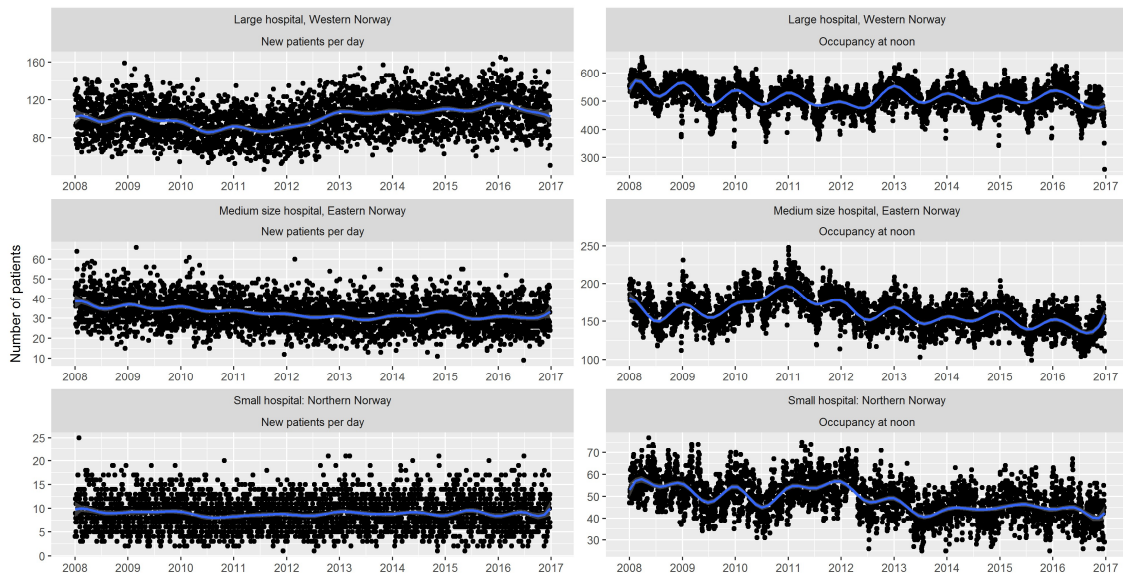 Large hospital, Western Norway
New patients per day
160
120
80
2008 2009 2010 2011 2012 2013 2014 2015 2016 2017
Large hospital, Western Norway
Occupancy at noon
600
500
400
300
2008 2009 2010 2011 2012 2013 2014 2015 2016 2017
Number of patients
Medium size hospital, Eastern Norway
New patients per day
60
50
40
30
20
10
2008 2009 2010 2011 2012 2013 2014 2015 2016 2017
Medium size hospital, Eastern Norway
Occupancy at noon
250
200
150
100
2008 2009 2010 2011 2012 2013 2014 2015 2016 2017
Small hospital: Northern Norway
New patients per day
25
20
15
10
5
0
2008 2009 2010 2011 2012 2013 2014 2015 2016 2017
Small hospital: Northern Norway
Occupancy at noon
70
60
50
40
30
2008 2009 2010 2011 2012 2013 2014 2015 2016 2017